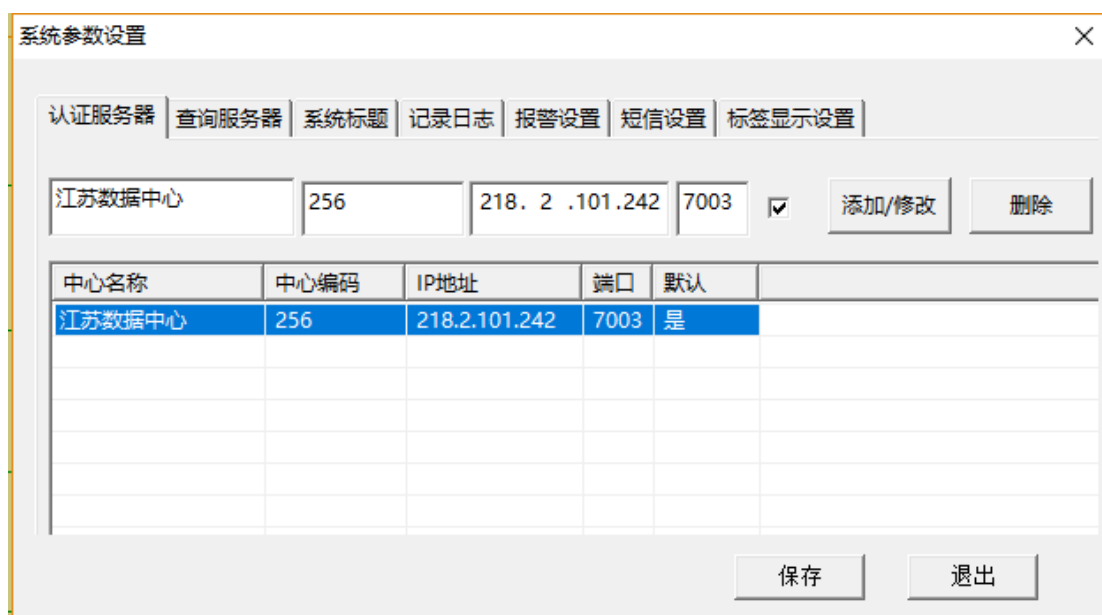 系统参数设置
认证服务器 查询服务器 系统标题 记录日志 报警设置 短信设置 标签显示设置
江苏数据中心 256 218. 2 .101.242 7003 添加/修改 删除
中心名称 中心编码 IP地址 端口 默认
江苏数据中心 256 218.2.101.242 7003 是
保存 退出